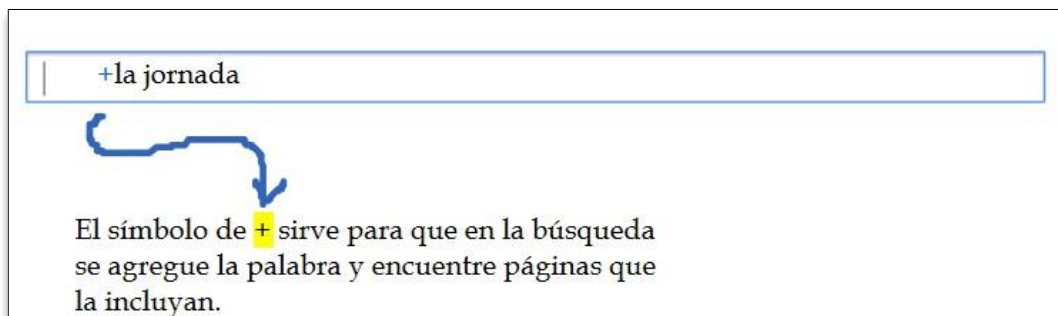 +la jornada
El símbolo de + sirve para que en la búsqueda
se agregue la palabra y encuentre páginas que
la incluyan.